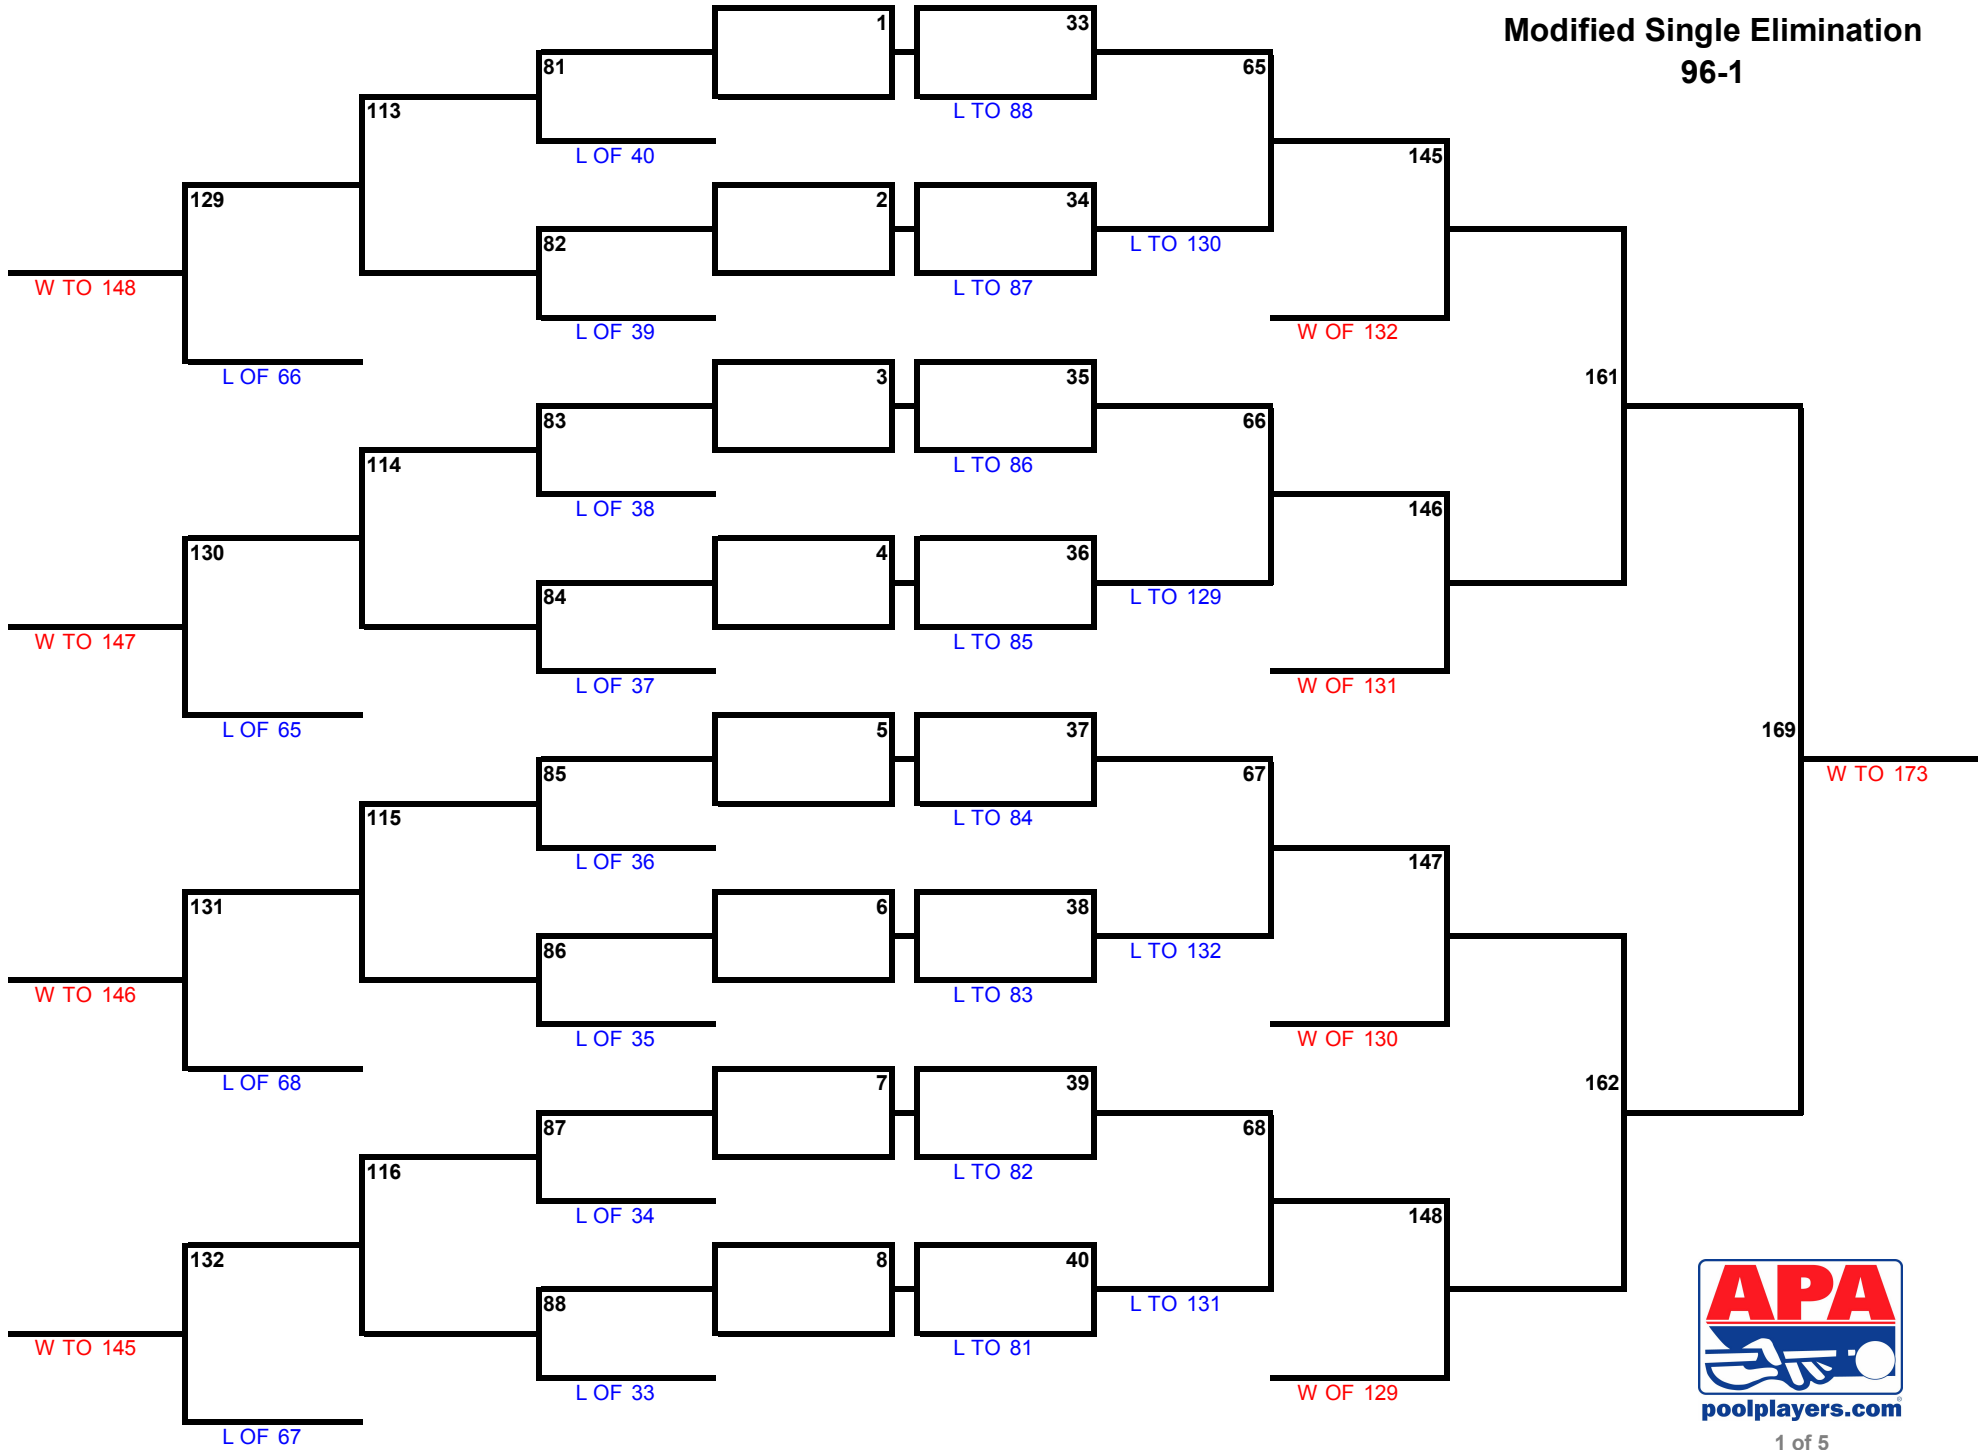 1 33 Modified Single Elimination
81 65 96-1
113 L TO 88
L OF 40 145
129 2 34
82 L TO 130
W TO 148 L TO 87
L OF 39 W OF 132
L OF 66 3 35 161
83 66
114 L TO 86
L OF 38 146
130 4 36
84 L TO 129
W TO 147 L TO 85
L OF 37 W OF 131
L OF 65 5 37 169
85 67 W TO 173
115 L TO 84
L OF 36 147
131 6 38
86 L TO 132
W TO 146 L TO 83
L OF 35 W OF 130
L OF 68 7 39 162
87 68
116 L TO 82
L OF 34 148
132 8 40
88 L TO 131
APA
W TO 145 L TO 81
L OF 33 W OF 129
poolplayers.com
L OF 67 1 of 5